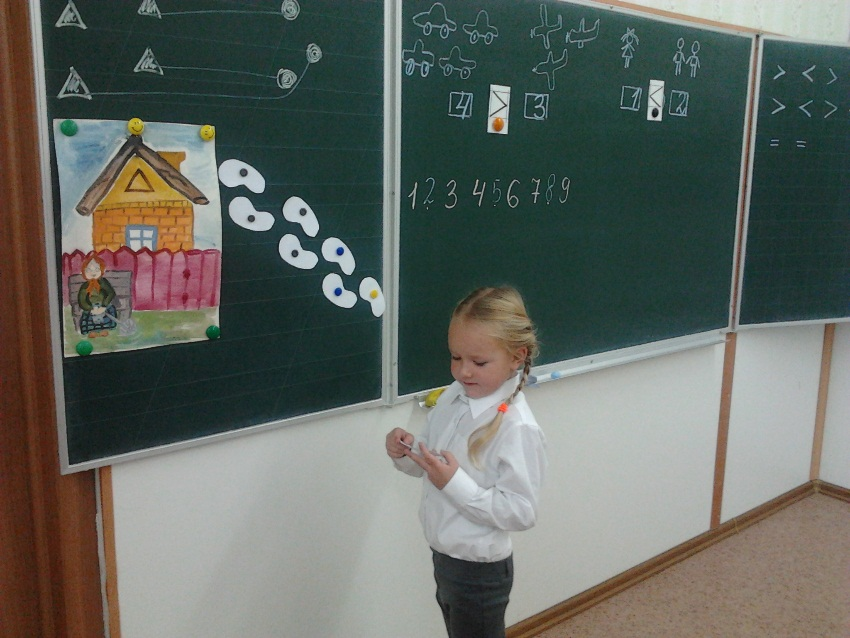 4 > 3
1 < 2
1 2 3 4 5 6 7 8 9
> < >
> < >
= =